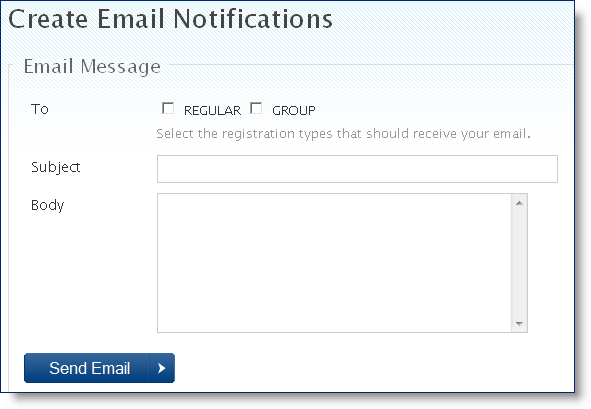 Create Email Notifications
Email Message
To REGULAR GROUP
Select the registration types that should receive your email.
Subject
Body
Send Email